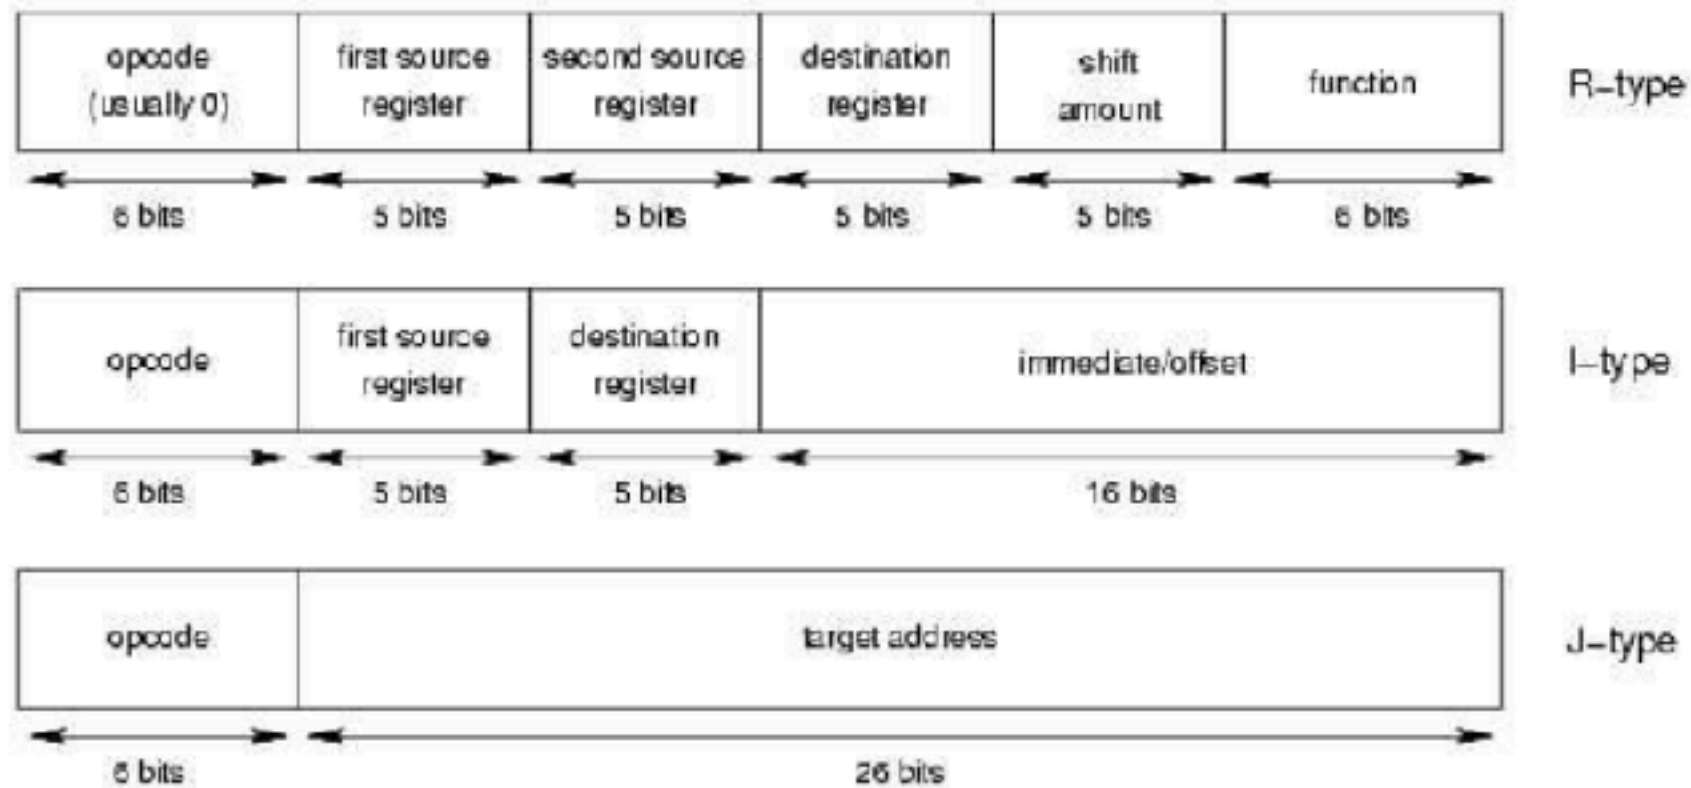 opcode
(usually 0)
first source
register
second source
register
destination
register
shift
amount
function
R-type
6 bits
5 bits
5 bits
5 bits
5 bits
6 bits
opcode
first source
register
destination
register
immediate/offset
I-type
6 bits
5 bits
5 bits
16 bits
opcode
target address
J-type
6 bits
26 bits